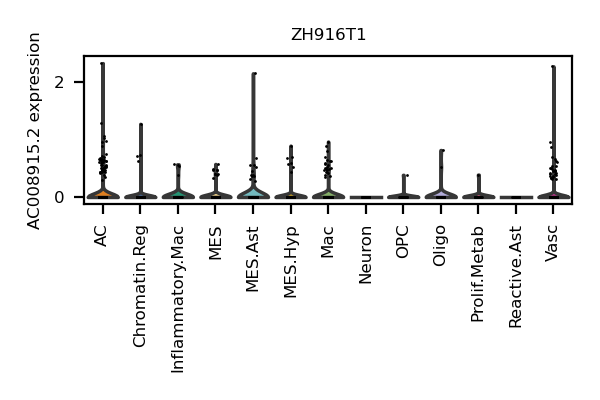 ZH916T1
AC008915.2 expression
2
0
AC
Chromatin.Reg
Inflammatory.Mac
MES
MES.Ast
MES.Hyp
Mac
Neuron
OPC
Oligo
Prolif.Metab
Reactive.Ast
Vasc